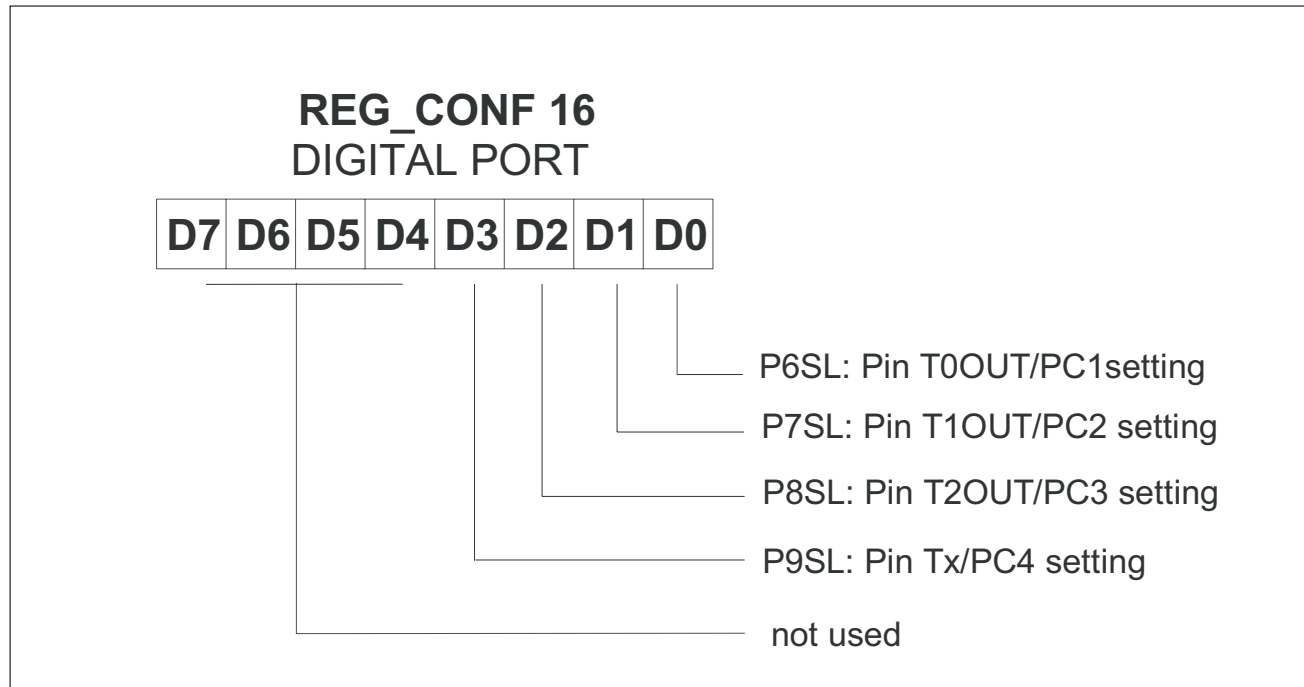 REG_CONF 16
DIGITAL PORT
D7 D6 D5 D4 D3 D2 D1 D0
P6SL: Pin T0OUT/PC1setting
P7SL: Pin T1OUT/PC2 setting
P8SL: Pin T2OUT/PC3 setting
P9SL: Pin Tx/PC4 setting
not used